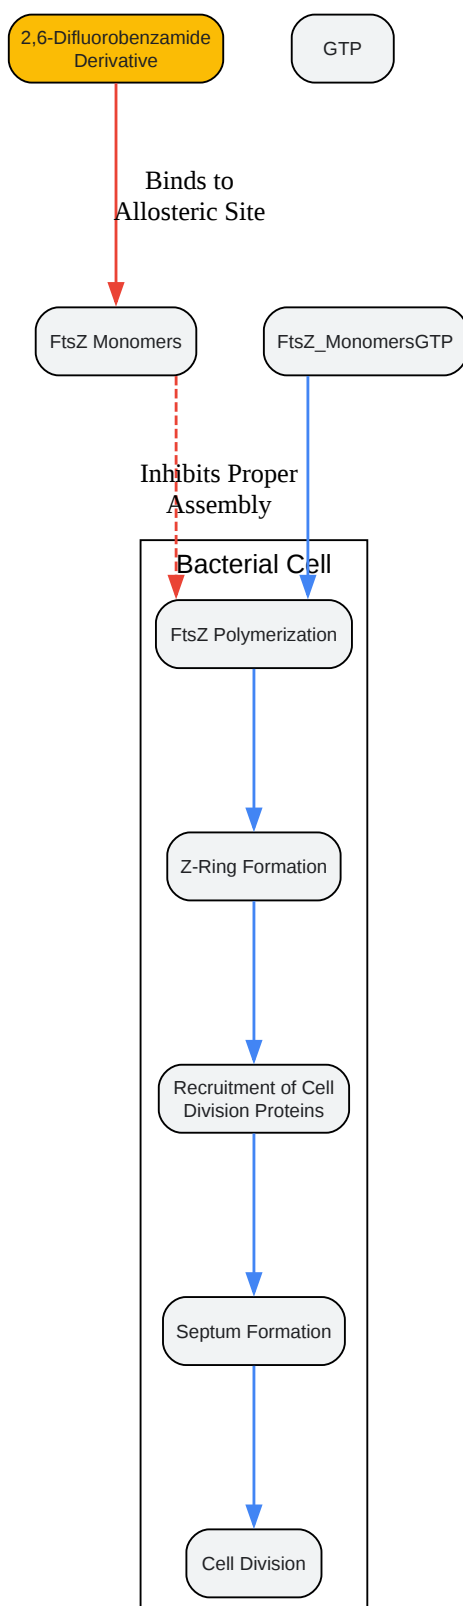 2,6-Difluorobenzamide
Derivative
GTP
Binds to
Allosteric Site
FtsZ Monomers
FtsZ_MonomersGTP
Inhibits Proper
Assembly
Bacterial Cell
FtsZ Polymerization
Z-Ring Formation
Recruitment of Cell
Division Proteins
Septum Formation
Cell Division